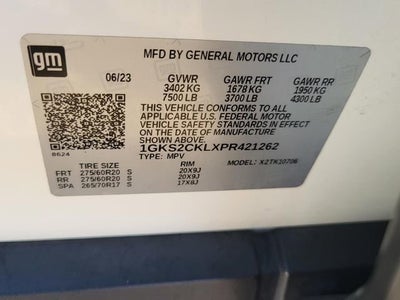 gm
MFD BY GENERAL MOTORS LLC
06/23 GVWR GAWR FRT GAWR RR
3402 KG 1678 KG 1950 KG
7500 LB 3700 LB 4300 LB
THIS VEHICLE CONFORMS TO ALL
APPLICABLE U.S. FEDERAL MOTOR
VEHICLE SAFETY STANDARDS IN
EFFECT ON THE DATE OF MANUFACTURE
SHOWN ABOVE.
8624 1GKS2CKLXPR421262
TYPE: MPV MODEL: X2TK10706
TIRE SIZE RIM
FRT 275/60R20 S 20X9J
RR 275/60R20 S 20X9J
SPA 265/70R17 S 17X8J